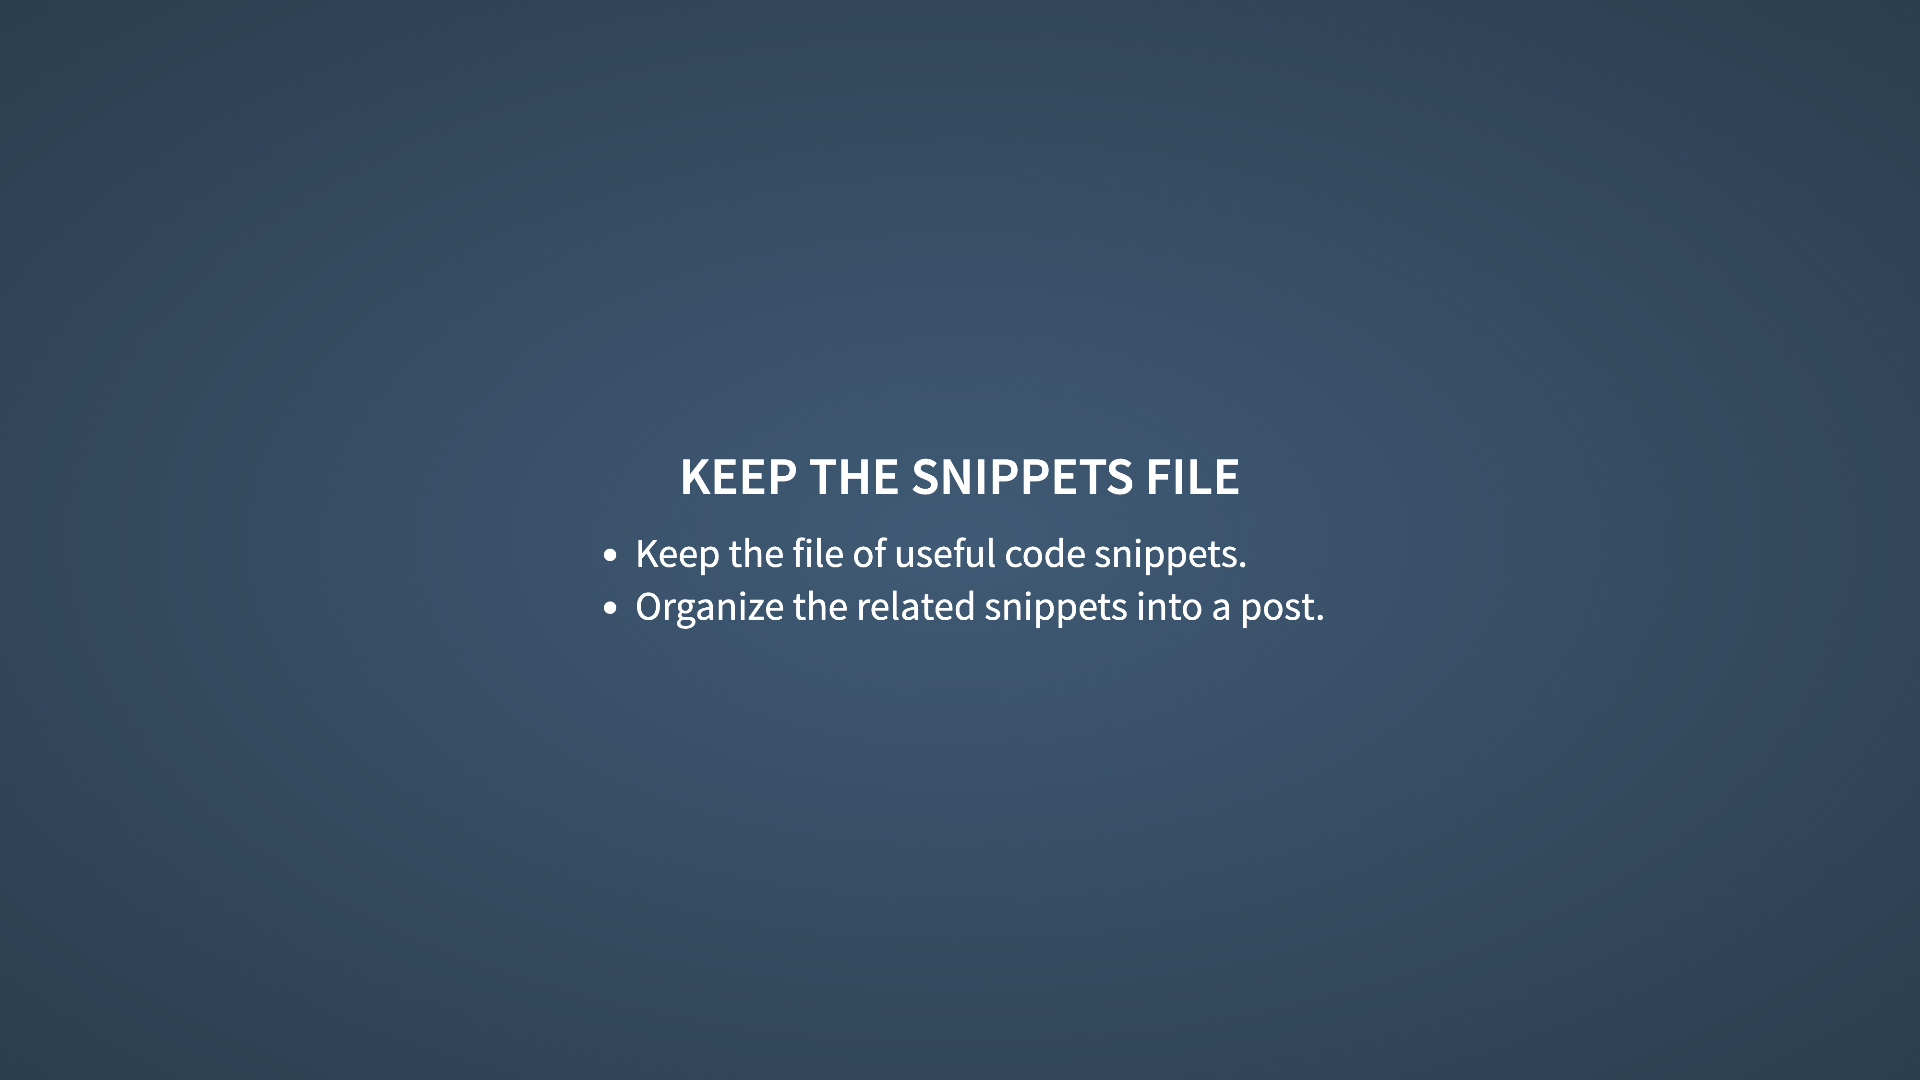 KEEP THE SNIPPETS FILE
• Keep the file of useful code snippets.
• Organize the related snippets into a post.